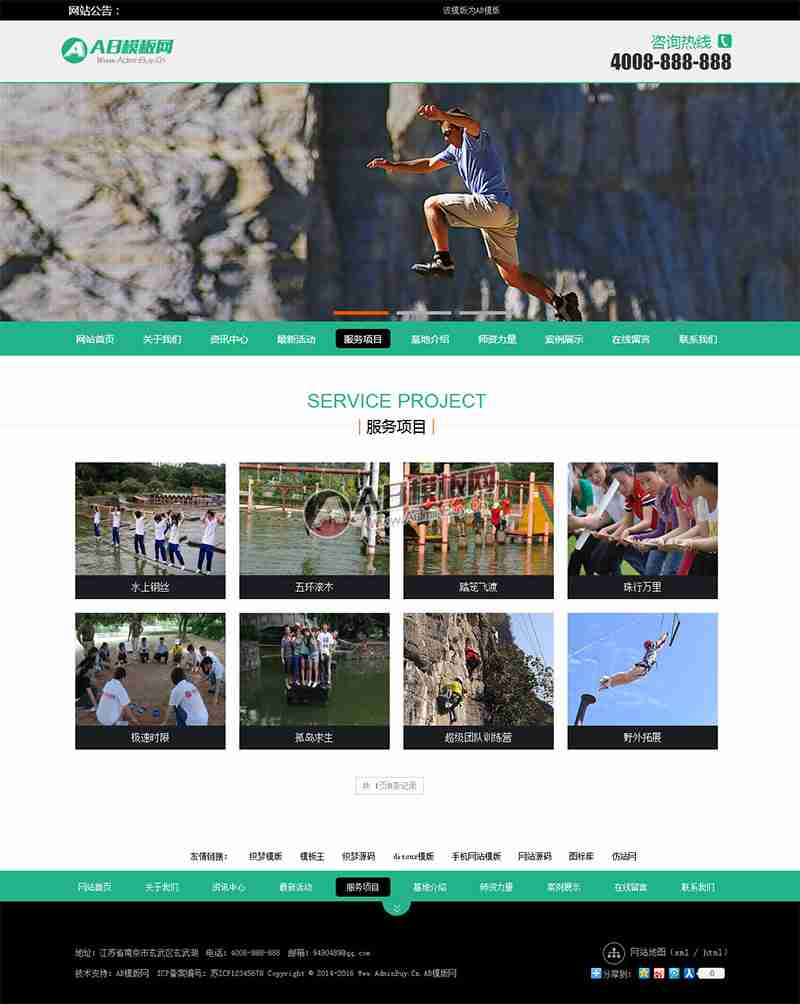 网站公告：
该模版为AB模版
AB模板网
Www.AdminBuy.Cn
咨询热线
4008-888-888
网站首页 关于我们 资讯中心 最新活动 服务项目 基地介绍 师资力量 案例展示 在线留言 联系我们
SERVICE PROJECT
服务项目
AB模板网
水上钢丝 五环滚木 踏笼飞渡 珠行万里
极速时限 孤岛求生 超级团队训练营 野外拓展
共 1页8条记录
友情链接： 织梦模版 模板王 织梦源码 手机网站模版 网站源码 图标库 仿站网
网站首页 关于我们 资讯中心 最新活动 服务项目 基地介绍 师资力量 案例展示 在线留言 联系我们
地址：江苏省南京市玄武区玄武湖 电话：4008-888-888 邮箱：9490489@qq.com
网站地图（xml / html）
技术支持：AB模版网 ICP备案编号：苏ICP12345678 Copyright © 2014-2016 Www.AdminBuy.Cn AB模版网
分享到：
0